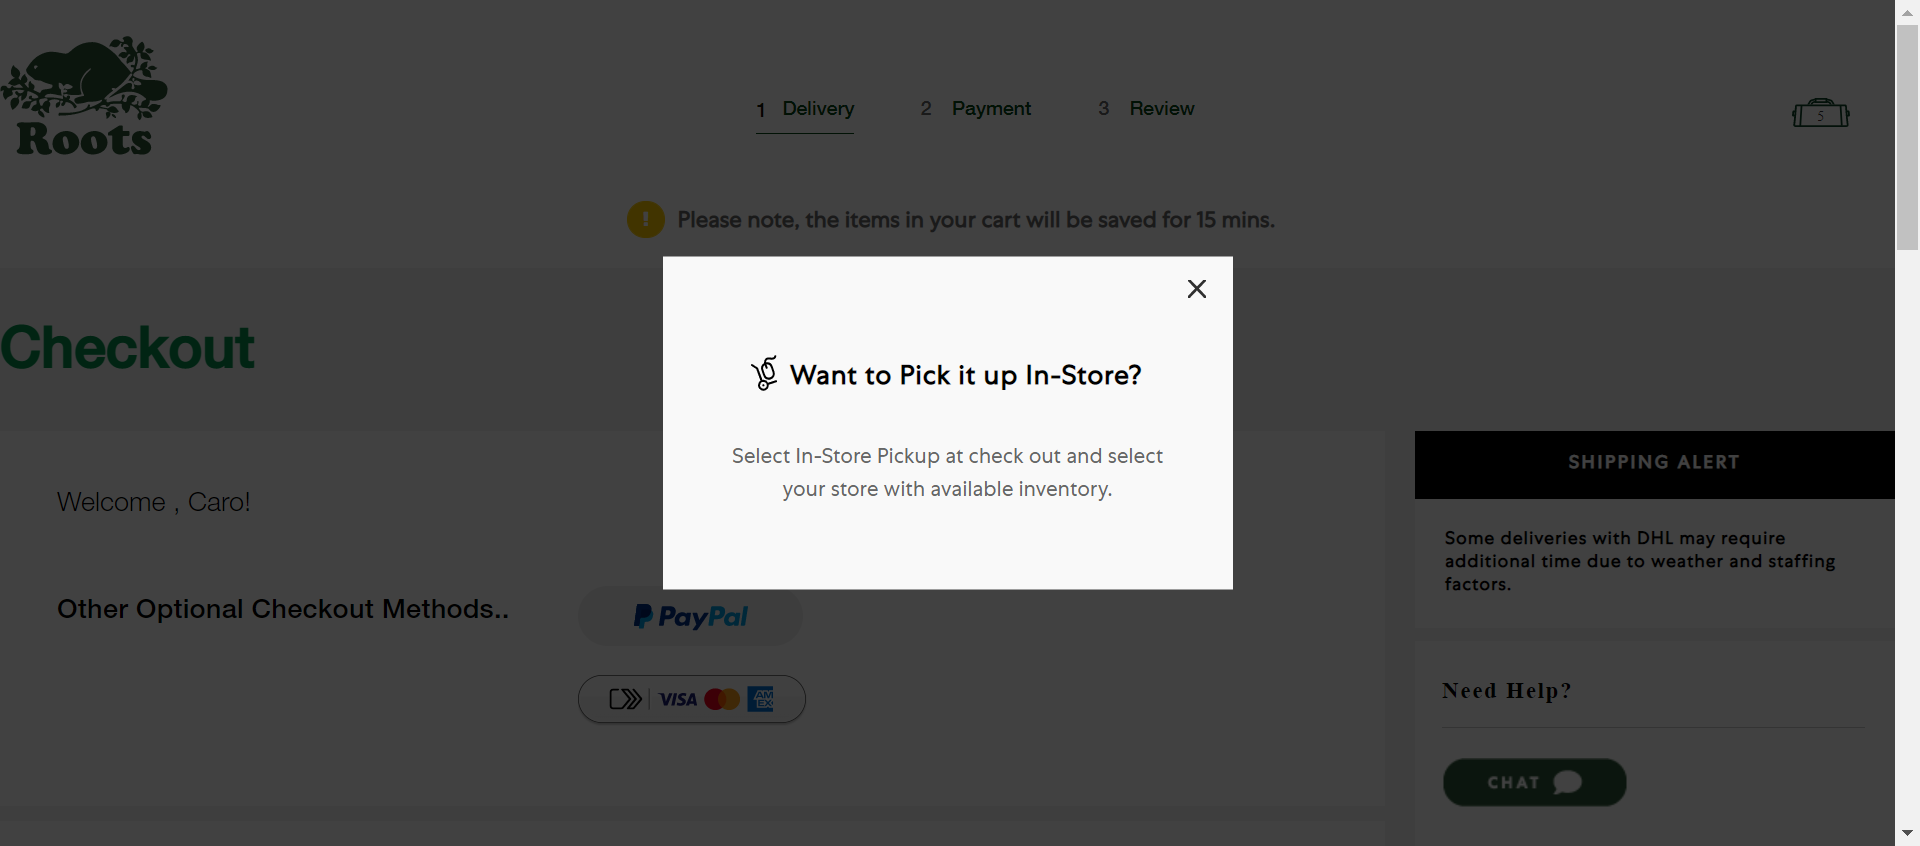 Roots
1 Delivery 2 Payment 3 Review
5
! Please note, the items in your cart will be saved for 15 mins.
Checkout
Want to Pick it up In-Store?
Select In-Store Pickup at check out and select
your store with available inventory.
Welcome , Caro!
Other Optional Checkout Methods..
PayPal
VISA AM EX
SHIPPING ALERT
Some deliveries with DHL may require
additional time due to weather and staffing
factors.
Need Help?
CHAT